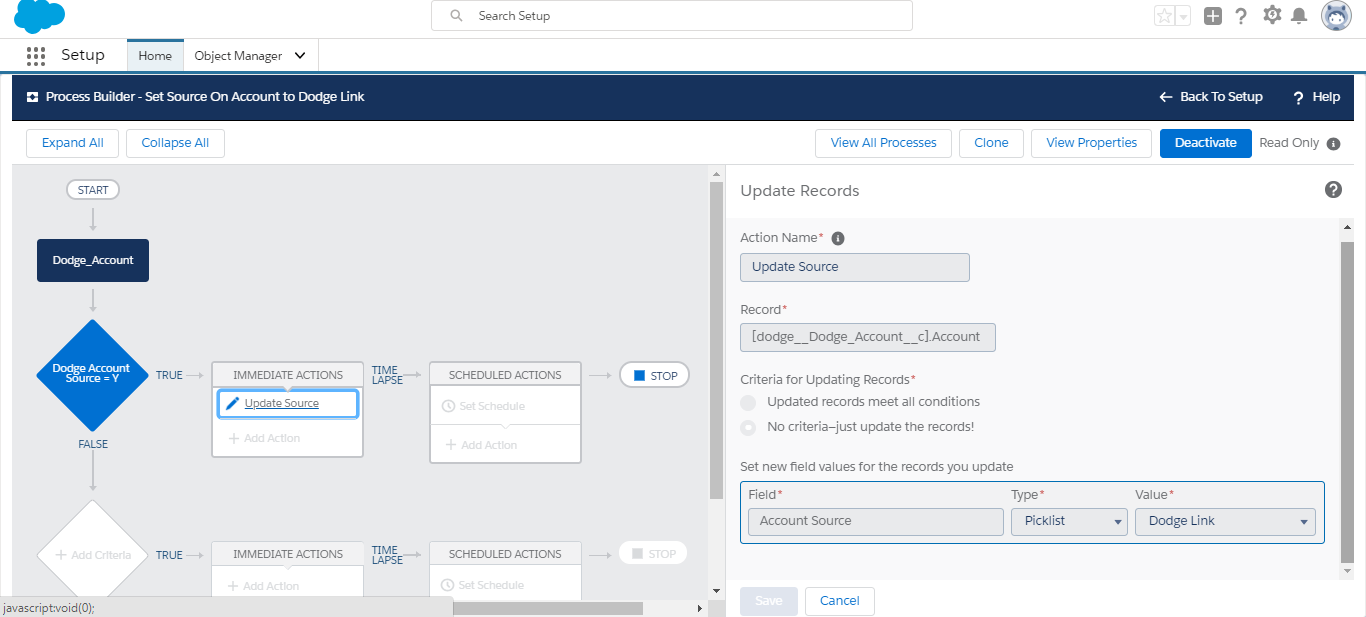 Search Setup
Setup
Home
Object Manager
Process Builder - Set Source On Account to Dodge Link
Back To Setup
? Help
Expand All
Collapse All
View All Processes
Clone
View Properties
Deactivate
Read Only
START
Dodge_Account
Dodge Account
Source = Y
TRUE
IMMEDIATE ACTIONS
Update Source
+ Add Action
TIME
LAPSE
SCHEDULED ACTIONS
Set Schedule
+ Add Action
STOP
FALSE
+ Add Criteria
TRUE
IMMEDIATE ACTIONS
+ Add Action
TIME
LAPSE
SCHEDULED ACTIONS
Set Schedule
STOP
javascript:void(0);
Update Records
Action Name*
Update Source
Record*
[dodge__Dodge_Account__c].Account
Criteria for Updating Records*
Updated records meet all conditions
No criteria—just update the records!
Set new field values for the records you update
Field* Type* Value*
Account Source Picklist Dodge Link
Save Cancel